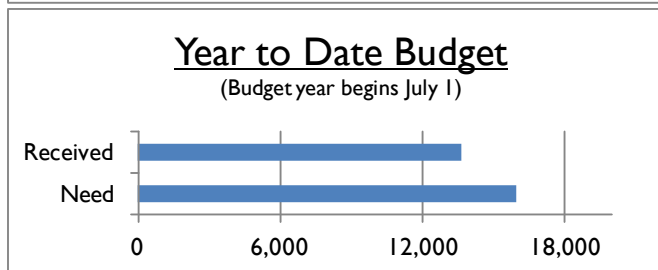 Year to Date Budget
(Budget year begins July 1)
Received
Need
0 6,000 12,000 18,000